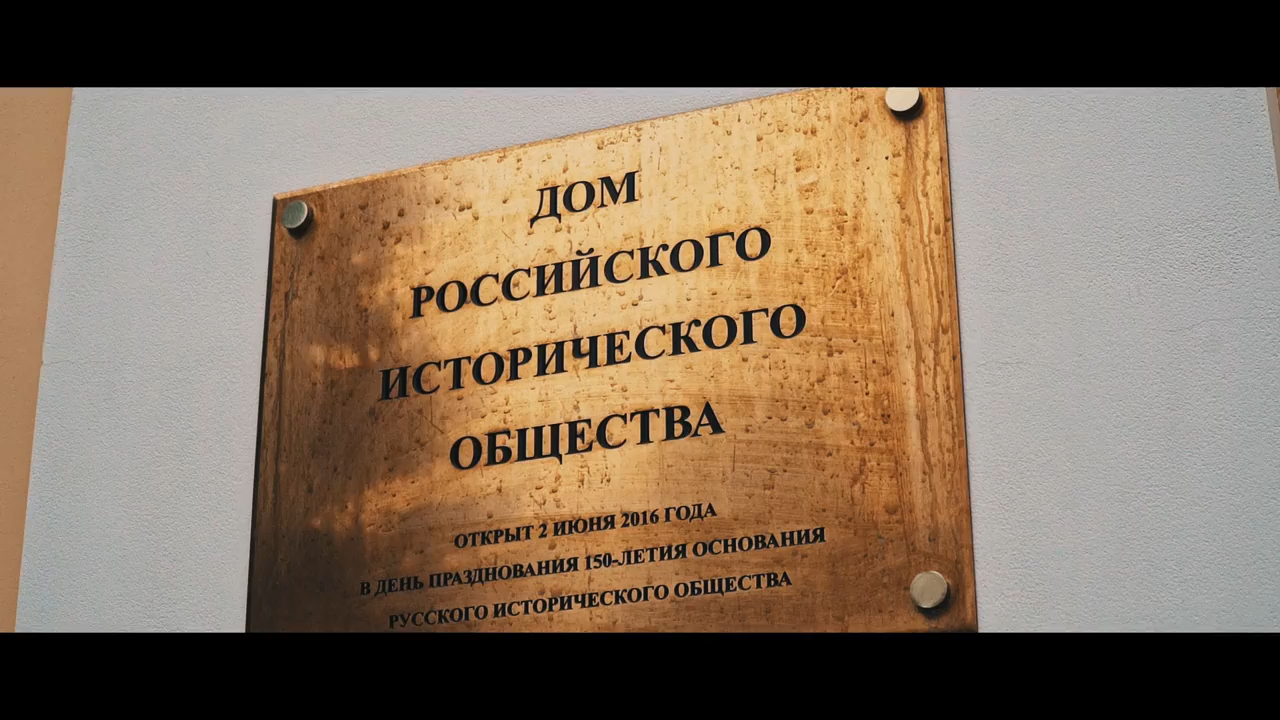 ДОМ
РОССИЙСКОГО
ИСТОРИЧЕСКОГО
ОБЩЕСТВА
ОТКРЫТ 2 ИЮНЯ 2016 ГОДА
В ДЕНЬ ПРАЗДНОВАНИЯ 150-ЛЕТИЯ ОСНОВАНИЯ
РУССКОГО ИСТОРИЧЕСКОГО ОБЩЕСТВА